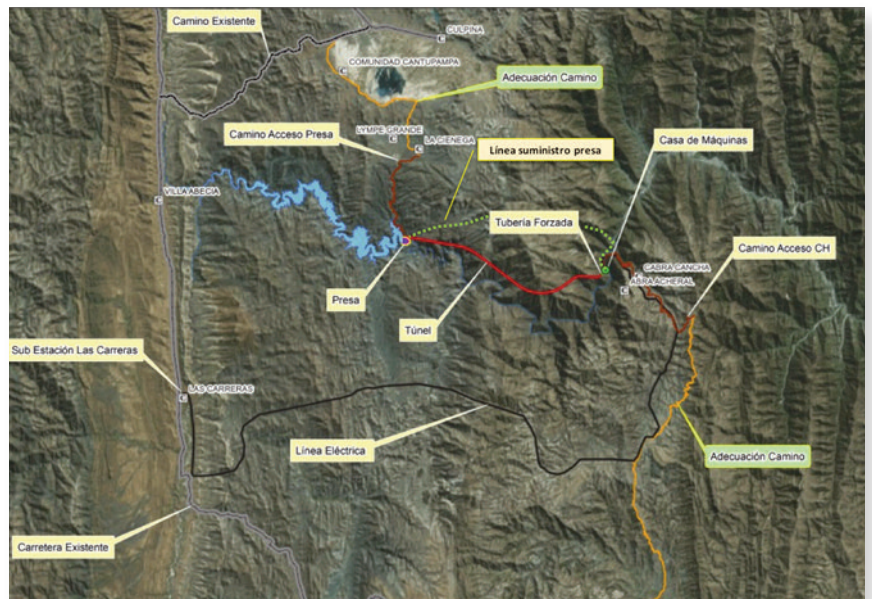 Camino Existente
CULPINA
COMUNIDAD CANTUPAMPA
Adecuación Camino
Camino Acceso Presa
LYMPE GRANDE
LA CIENEGA
Línea suministro presa
Casa de Máquinas
VILLA ABECIA
Tubería Forzada
Camino Acceso CH
CABRA CANCHA
ABRA ACHERAL
Presa
Túnel
Sub Estación Las Carreras
LAS CARRERAS
Línea Eléctrica
Adecuación Camino
Carretera Existente